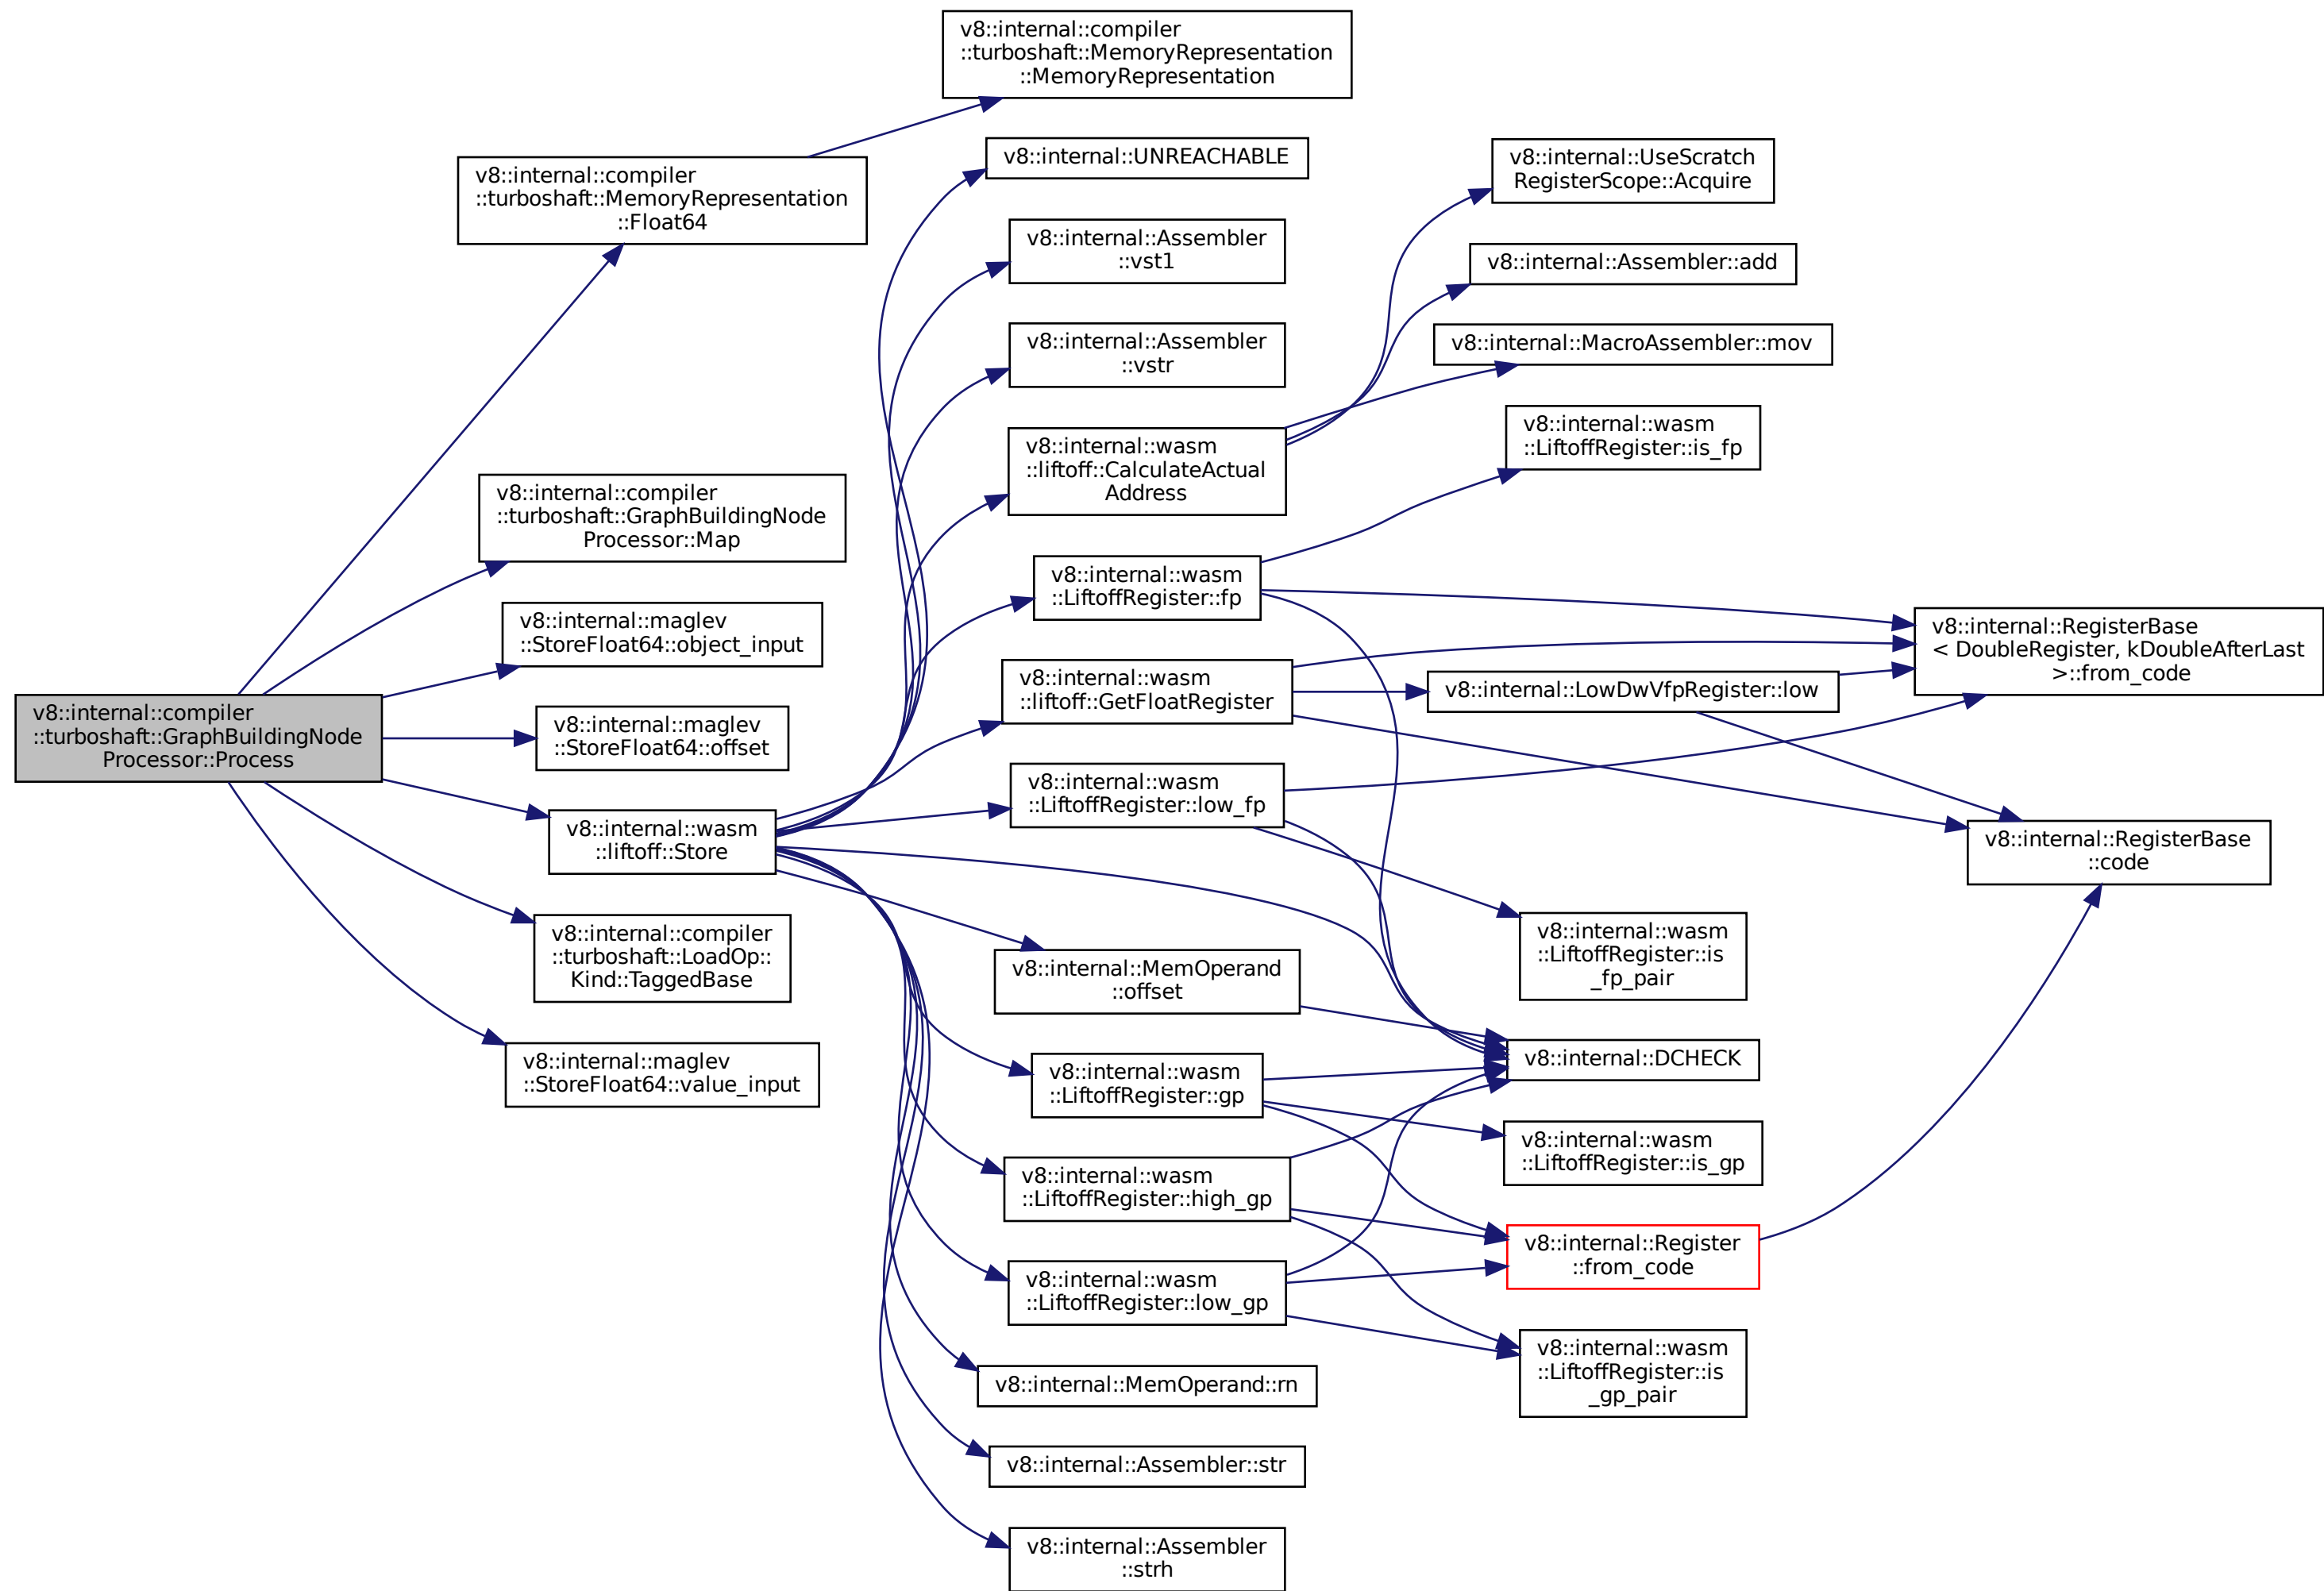 v8::internal::compiler
::turboshaft::GraphBuildingNode
Processor::Process
v8::internal::compiler
::turboshaft::MemoryRepresentation
::Float64
v8::internal::compiler
::turboshaft::GraphBuildingNode
Processor::Map
v8::internal::maglev
::StoreFloat64::object_input
v8::internal::maglev
::StoreFloat64::offset
v8::internal::wasm
::liftoff::Store
v8::internal::compiler
::turboshaft::LoadOp::
Kind::TaggedBase
v8::internal::maglev
::StoreFloat64::value_input
v8::internal::compiler
::turboshaft::MemoryRepresentation
::MemoryRepresentation
v8::internal::UNREACHABLE
v8::internal::Assembler
::vst1
v8::internal::Assembler
::vstr
v8::internal::wasm
::liftoff::CalculateActual
Address
v8::internal::wasm
::LiftoffRegister::fp
v8::internal::wasm
::liftoff::GetFloatRegister
v8::internal::wasm
::LiftoffRegister::low_fp
v8::internal::MemOperand
::offset
v8::internal::wasm
::LiftoffRegister::gp
v8::internal::wasm
::LiftoffRegister::high_gp
v8::internal::wasm
::LiftoffRegister::low_gp
v8::internal::MemOperand::rn
v8::internal::Assembler::str
v8::internal::Assembler
::strh
v8::internal::UseScratch
RegisterScope::Acquire
v8::internal::Assembler::add
v8::internal::MacroAssembler::mov
v8::internal::wasm
::LiftoffRegister::is_fp
v8::internal::LowDwVfpRegister::low
v8::internal::wasm
::LiftoffRegister::is
_fp_pair
v8::internal::DCHECK
v8::internal::wasm
::LiftoffRegister::is_gp
v8::internal::Register
::from_code
v8::internal::wasm
::LiftoffRegister::is
_gp_pair
v8::internal::RegisterBase
< DoubleRegister, kDoubleAfterLast
>::from_code
v8::internal::RegisterBase
::code